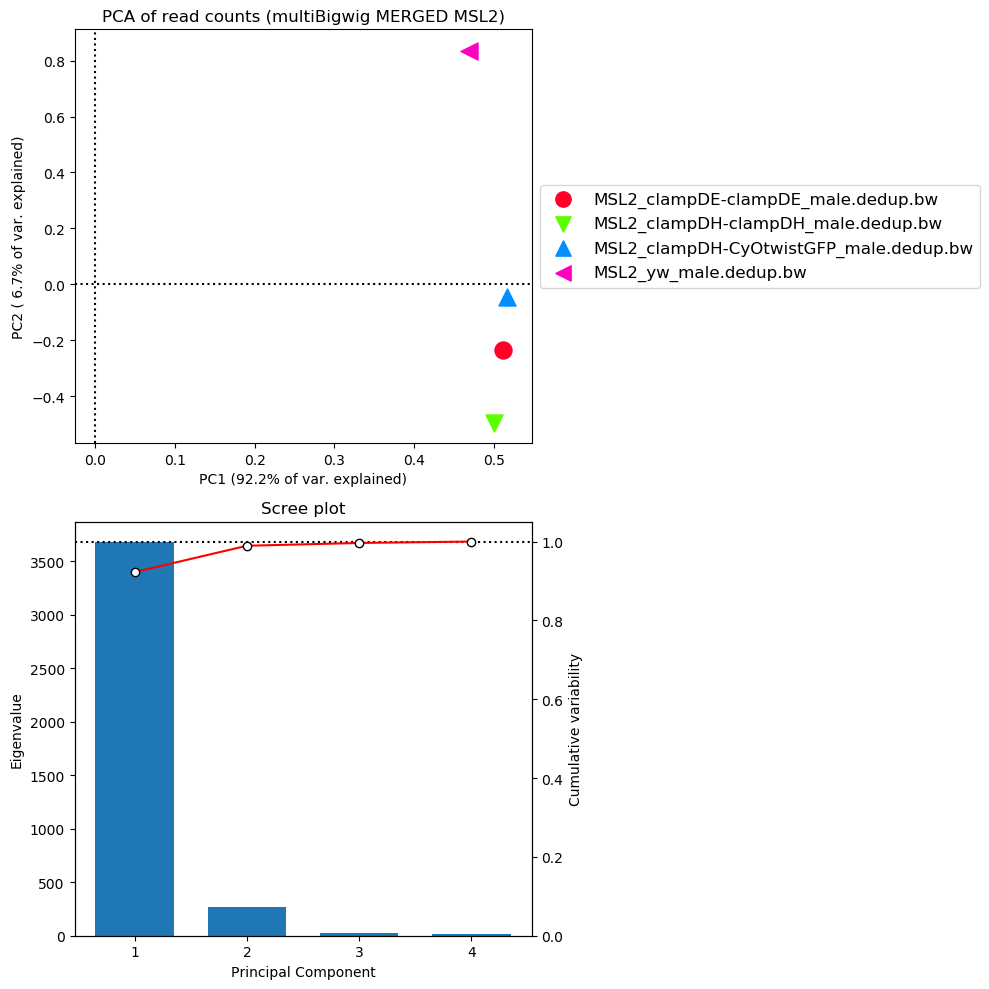 PCA of read counts (multiBigwig MERGED MSL2)
0.8
0.6
0.4
0.2
0.0
−0.2
−0.4
PC2 ( 6.7% of var. explained)
0.0 0.1 0.2 0.3 0.4 0.5
PC1 (92.2% of var. explained)
MSL2_clampDE-clampDE_male.dedup.bw
MSL2_clampDH-clampDH_male.dedup.bw
MSL2_clampDH-CyOtwistGFP_male.dedup.bw
MSL2_yw_male.dedup.bw
Scree plot
3500
3000
2500
2000
1500
1000
500
0
Eigenvalue
1.0
0.8
0.6
0.4
0.2
0.0
Cumulative variability
1 2 3 4
Principal Component